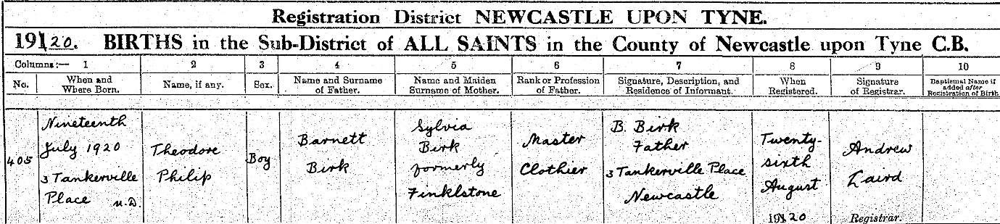 Registration District NEWCASTLE UPON TYNE.
1920. BIRTHS in the Sub-District of ALL SAINTS in the County of Newcastle upon Tyne C.B.
Columns:— 1 2 3 4 5 6 7 8 9 10
No. When and Where Born. Name, if any. Sex. Name and Surname of Father. Name and Maiden Surname of Mother. Rank or Profession of Father. Signature, Description, and Residence of Informant. When Registered. Signature of Registrar. Baptismal Name if added after Registration of Birth
405
Nineteenth
July 1920
3 Tankerville
Place u.D.
Theodore
Philip
Boy
Barnett
Birk
Sylvia
Birk
formerly
Finklstone
Master
Clothier
B. Birk
Father
3 Tankerville Place
Newcastle
Twenty-
sixth
August
1920
Andrew
Laird
Registrar.